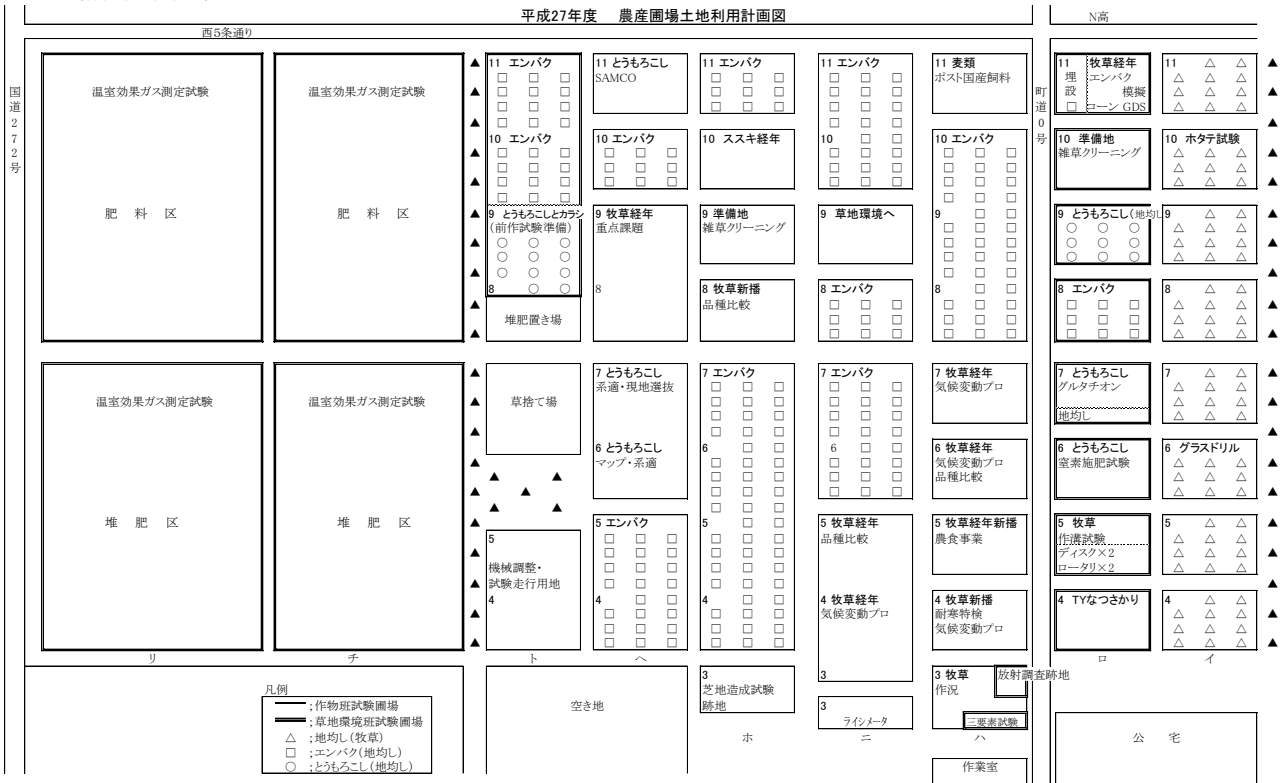 平成27年度　農産圃場土地利用計画図
N高
西5条通り
国道272号
町道0号
温室効果ガス測定試験
肥料区
温室効果ガス測定試験
肥料区
温室効果ガス測定試験
堆肥区
温室効果ガス測定試験
堆肥区
リ
チ
11 エンバク
10 エンバク
9 とうもろこしとカラシ
(前作試験準備)
8
堆肥置き場
草捨て場
5
機械調整・
試験走行用地
4
ト
11 とうもろこし
SAMCO
10 エンバク
9 牧草経年
重点課題
8
7 とうもろこし
系適・現地選抜
6 とうもろこし
マップ・系適
5 エンバク
4
ヘ
空き地
11 エンバク
10 ススキ経年
9 準備地
雑草クリーニング
8 牧草新播
品種比較
7 エンバク
6
5
4
3
芝地造成試験
跡地
ホ
11 エンバク
10
9 草地環境へ
8 エンバク
7 エンバク
6
5 牧草経年
品種比較
4 牧草経年
気候変動プロ
3
3
ライシメータ
ニ
11 麦類
ポスト国産飼料
10 エンバク
9
8
7 牧草経年
気候変動プロ
6 牧草経年
気候変動プロ
品種比較
5 牧草経年新播
農食事業
4 牧草新播
耐寒特検
気候変動プロ
3 牧草
作況
放射調査跡地
三要素試験
ハ
作業室
11 牧草経年
埋設
エンバク
模擬
ローン GDS
10 準備地
雑草クリーニング
9 とうもろこし(地均し
8 エンバク
7 とうもろこし
グルタチオン
地均し
6 とうもろこし
窒素施肥試験
5 牧草
作溝試験
ディスク×2
ロータリ×2
4 TYなつさかり
ロ
11
10 ホタテ試験
9
8
7
6 グラスドリル
5
4
イ
公宅
凡例
;作物班試験圃場
;草地環境班試験圃場
△ ;地均し(牧草)
□ ;エンバク(地均し)
○ ;とうもろこし(地均し)